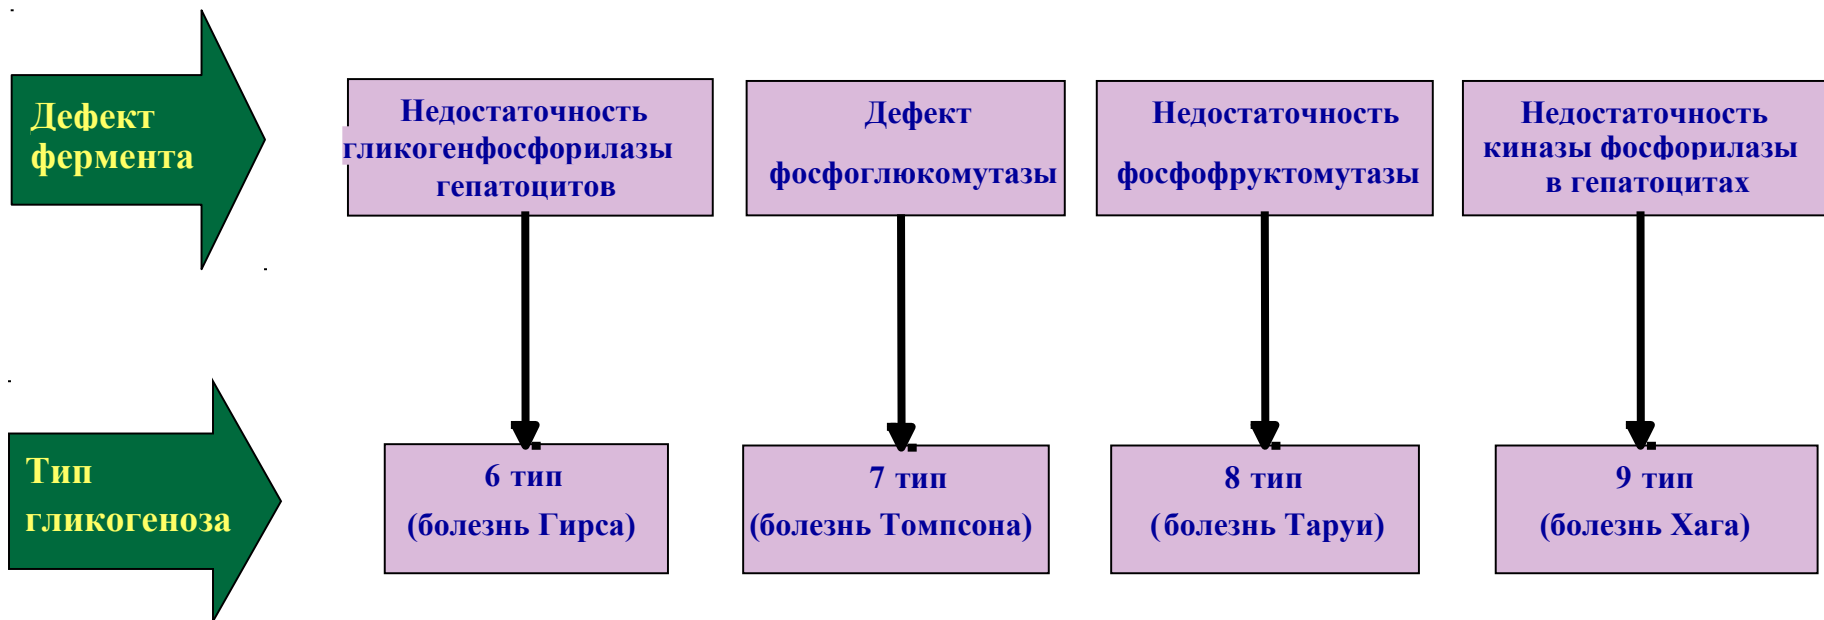 Дефект
фермента
Недостаточность
гликогенфосфорилазы
гепатоцитов
Дефект
фосфоглюкомутазы
Недостаточность
фосфофруктомутазы
Недостаточность
киназы фосфорилазы
в гепатоцитах
Тип
гликогеноза
6 тип
(болезнь Гирса)
7 тип
(болезнь Томпсона)
8 тип
(болезнь Таруи)
9 тип
(болезнь Хага)